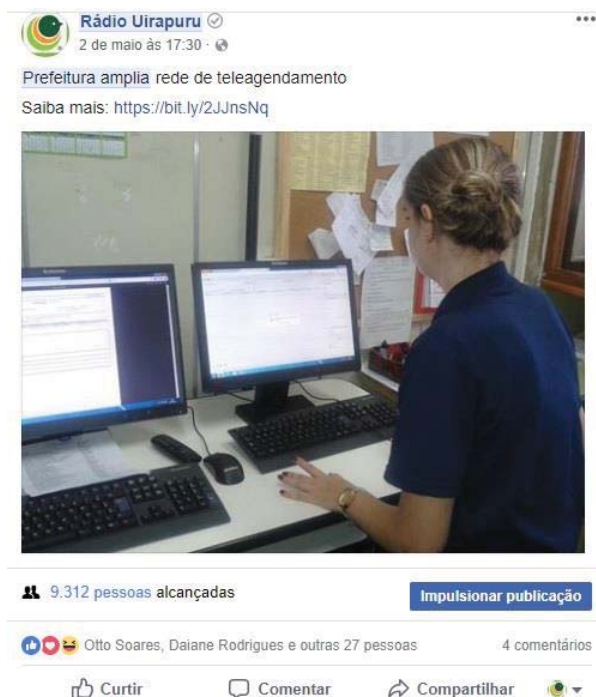 Rádio Uirapuru
2 de maio às 17:30 ·
Prefeitura amplia rede de teleagendamento
Saiba mais: https://bit.ly/2JJnsNq
9.312 pessoas alcançadas
Impulsionar publicação
Otto Soares, Daiane Rodrigues e outras 27 pessoas
4 comentários
Curtir
Comentar
Compartilhar